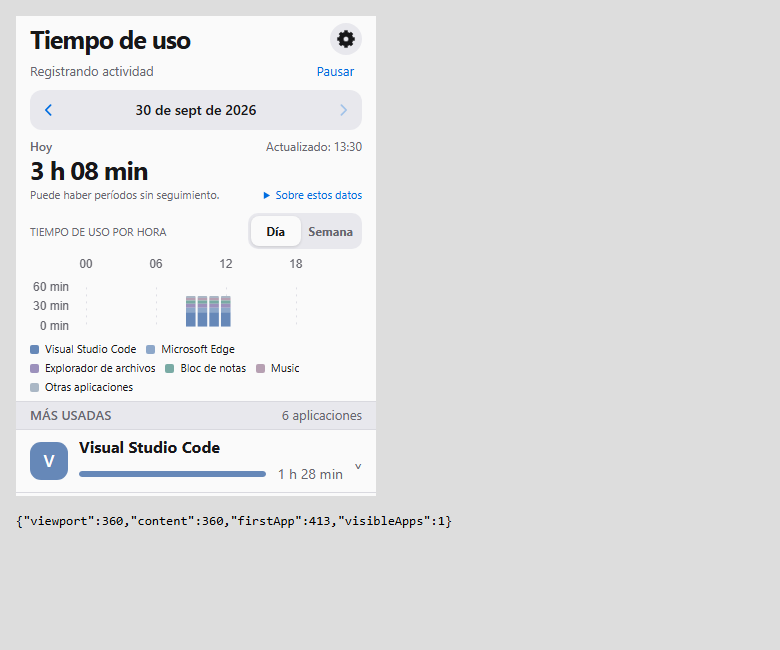 Tiempo de uso
Registrando actividad Pausar
30 de sept de 2026
Hoy Actualizado: 13:30
3 h 08 min
Puede haber períodos sin seguimiento. Sobre estos datos
TIEMPO DE USO POR HORA Día Semana
00 06 12 18
60 min
30 min
0 min
Visual Studio Code Microsoft Edge
Explorador de archivos Bloc de notas Music
Otras aplicaciones
MÁS USADAS 6 aplicaciones
V Visual Studio Code
1 h 28 min
{"viewport":360,"content":360,"firstApp":413,"visibleApps":1}